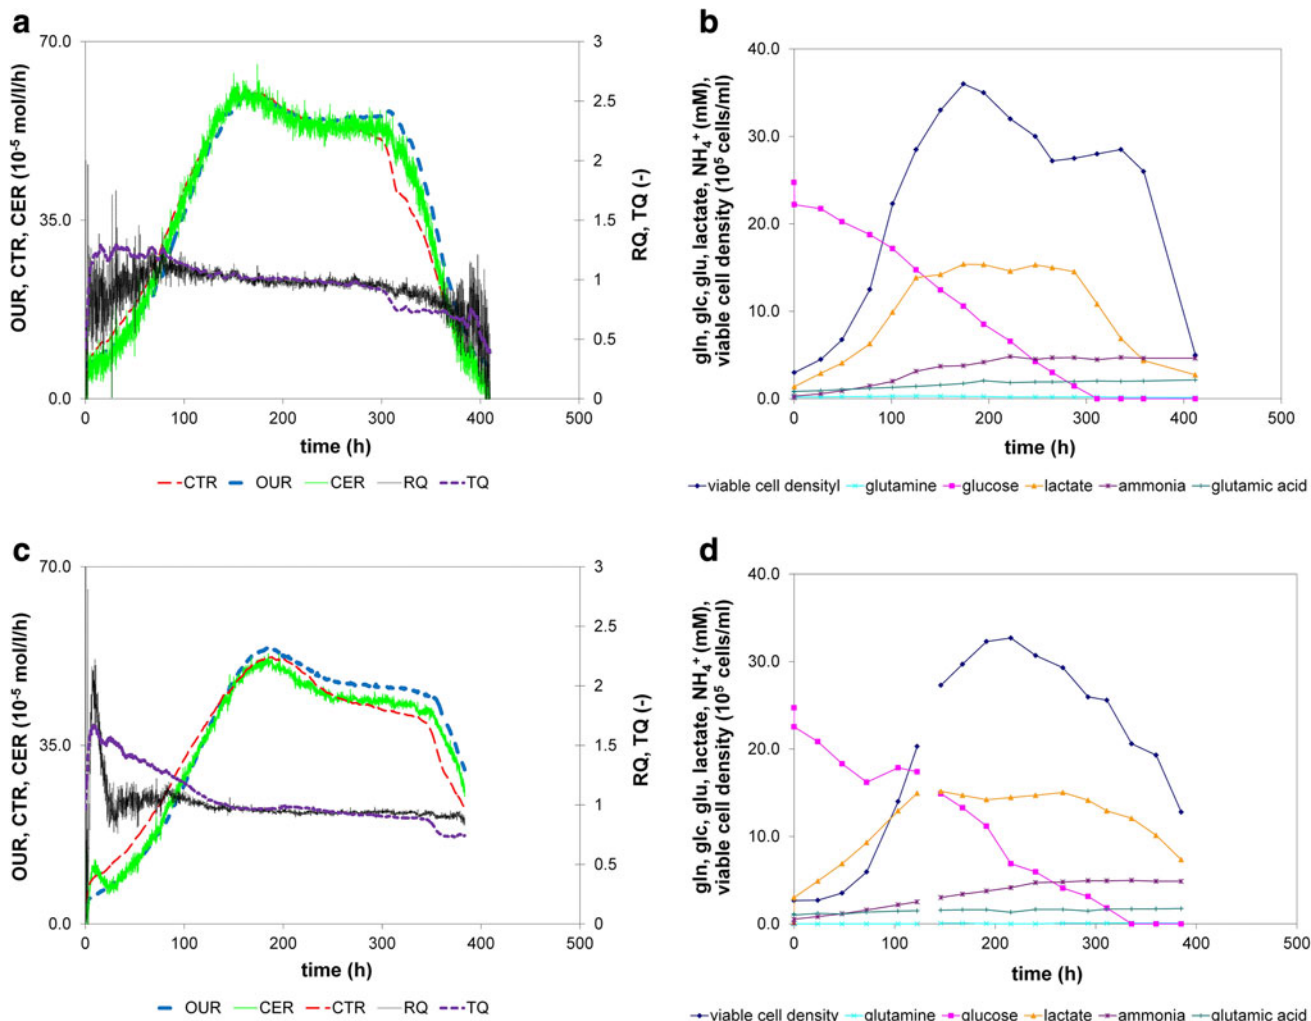 a
70.0
35.0
0.0
3
2.5
2
1.5
1
0.5
0
0
100
200
300
400
500
OUR, CTR, CER (10⁻⁵ mol/l/h)
RQ, TQ (-)
time (h)
CTR OUR CER RQ TQ
b
40.0
30.0
20.0
10.0
0.0
0
100
200
300
400
500
gln, glc, glu, lactate, NH₄⁺ (mM),
viable cell density (10⁵ cells/ml)
time (h)
viable cell densityl glutamine glucose lactate ammonia glutamic acid
c
70.0
35.0
0.0
3
2.5
2
1.5
1
0.5
0
0
100
200
300
400
500
OUR, CTR, CER (10⁻⁵ mol/l/h)
RQ, TQ (-)
time (h)
OUR CER CTR RQ TQ
d
40.0
30.0
20.0
10.0
0.0
0
100
200
300
400
500
gln, glc, glu, lactate, NH₄⁺ (mM),
viable cell density (10⁵ cells/ml)
time (h)
viable cell density glutamine glucose lactate ammonia glutamic acid